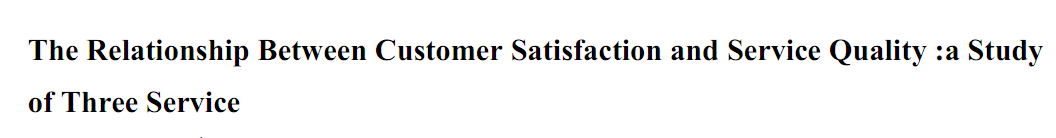 The Relationship Between Customer Satisfaction and Service Quality :a Study
of Three Service